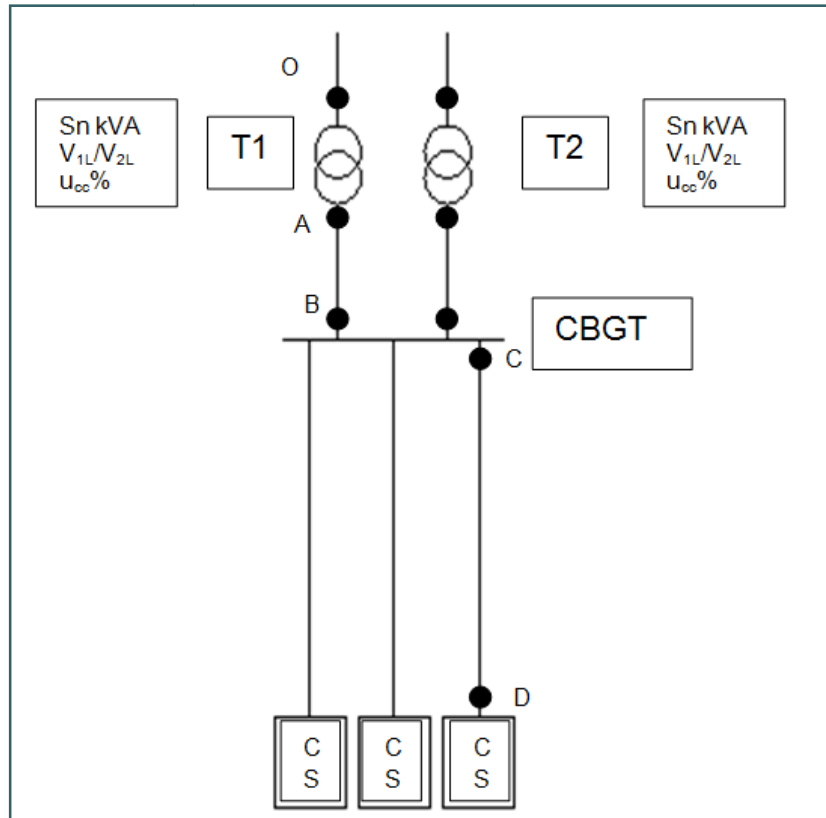 O
Sn kVA
V₁L/V₂L
ucc%
T1
T2
Sn kVA
V₁L/V₂L
ucc%
A
B
CBGT
C
D
C
S
C
S
C
S